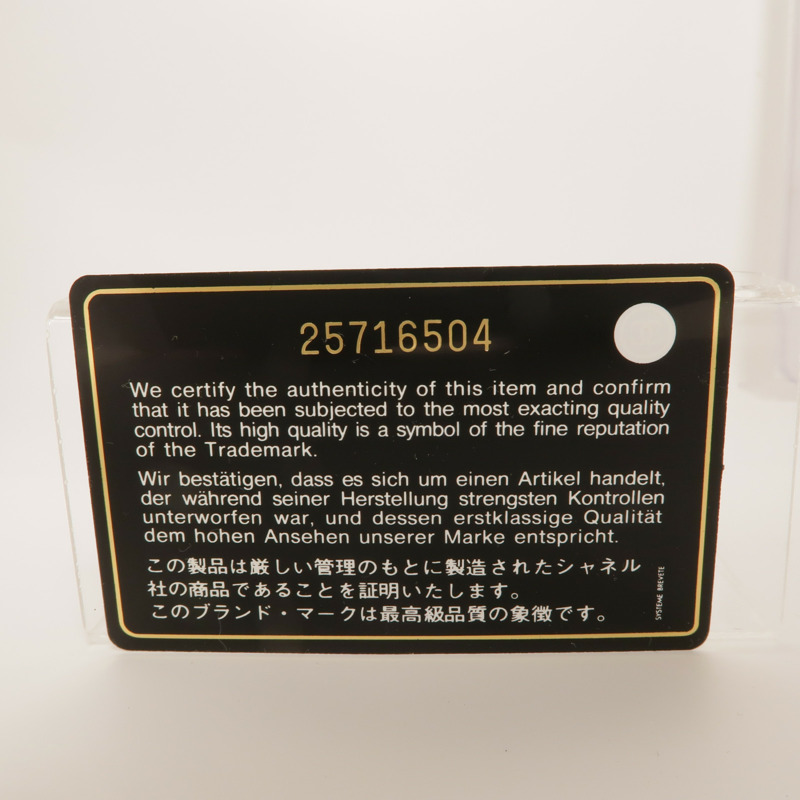 25716504
We certify the authenticity of this item and confirm
that it has been subjected to the most exacting quality
control. Its high quality is a symbol of the fine reputation
of the Trademark.
Wir bestätigen, dass es sich um einen Artikel handelt,
der während seiner Herstellung strengsten Kontrollen
unterworfen war, und dessen erstklassige Qualität
dem hohen Ansehen unserer Marke entspricht.
この製品は厳しい管理のもとに製造されたシャネル
社の商品であることを証明いたします。
このブランド・マークは最高級品質の象徴です。
SYSTEME BREVETE